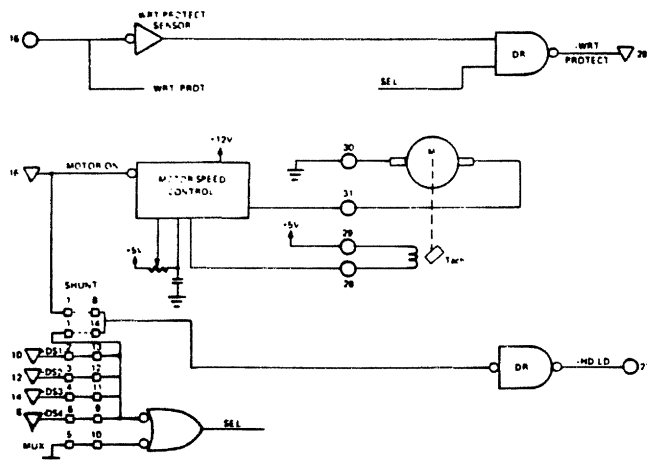 WRT PROTECT
SENSOR
16
DR
-WRT
PROTECT
28
WRT PROT
SEL
+12V
30
M
16
MOTOR ON
MOTOR SPEED
CONTROL
31
+5V
29
+5V
28
Tach
SHUNT
7 8
1 14
10 -DS1 2 13
12 -DS2 3 12
14 -DS3 4 11
6 -DS4 6 9
MUX 5 10
SEL
DR
-HD LD